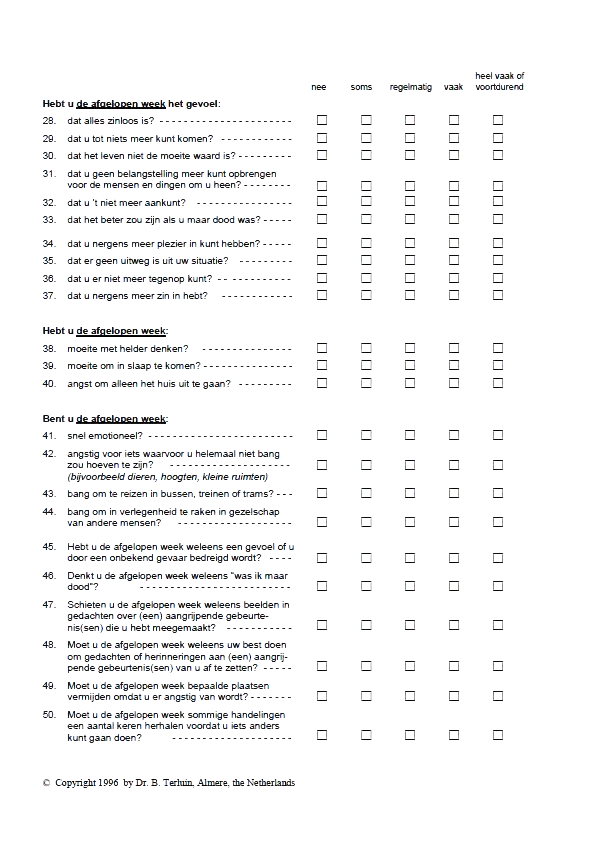 heel vaak of
nee soms regelmatig vaak voortdurend
Hebt u de afgelopen week het gevoel:
28. dat alles zinloos is? - - - - - - - - - - - - - - - - - - - - - - -
29. dat u tot niets meer kunt komen? - - - - - - - - - - - -
30. dat het leven niet de moeite waard is? - - - - - - - - -
31. dat u geen belangstelling meer kunt opbrengen
voor de mensen en dingen om u heen? - - - - - - - -
32. dat u 't niet meer aankunt? - - - - - - - - - - - - - - - -
33. dat het beter zou zijn als u maar dood was? - - - - -
34. dat u nergens meer plezier in kunt hebben? - - - - -
35. dat er geen uitweg is uit uw situatie? - - - - - - - - - -
36. dat u er niet meer tegenop kunt? - - - - - - - - - - - -
37. dat u nergens meer zin in hebt? - - - - - - - - - - - -
Hebt u de afgelopen week:
38. moeite met helder denken? - - - - - - - - - - - - - - -
39. moeite om in slaap te komen? - - - - - - - - - - - - - -
40. angst om alleen het huis uit te gaan? - - - - - - - - -
Bent u de afgelopen week:
41. snel emotioneel? - - - - - - - - - - - - - - - - - - - - - - - -
42. angstig voor iets waarvoor u helemaal niet bang
zou hoeven te zijn? - - - - - - - - - - - - - - - - - - - -
(bijvoorbeeld dieren, hoogten, kleine ruimten)
43. bang om te reizen in bussen, treinen of trams? - - -
44. bang om in verlegenheid te raken in gezelschap
van andere mensen? - - - - - - - - - - - - - - - - - - -
45. Hebt u de afgelopen week weleens een gevoel of u
door een onbekend gevaar bedreigd wordt? - - - -
46. Denkt u de afgelopen week weleens "was ik maar
dood"? - - - - - - - - - - - - - - - - - - - - - - - - -
47. Schieten u de afgelopen week weleens beelden in
gedachten over (een) aangrijpende gebeurte-
nis(sen) die u hebt meegemaakt? - - - - - - - - - - -
48. Moet u de afgelopen week weleens uw best doen
om gedachten of herinneringen aan (een) aangrij-
pende gebeurtenis(sen) van u af te zetten? - - - - -
49. Moet u de afgelopen week bepaalde plaatsen
vermijden omdat u er angstig van wordt? - - - - - - -
50. Moet u de afgelopen week sommige handelingen
een aantal keren herhalen voordat u iets anders
kunt gaan doen? - - - - - - - - - - - - - - - - - - - -
© Copyright 1996 by Dr. B. Terluin, Almere, the Netherlands